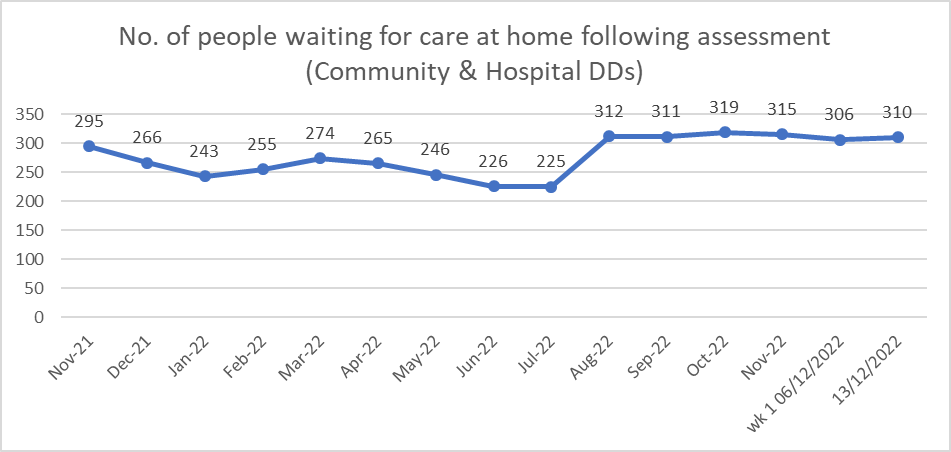 No. of people waiting for care at home following assessment
(Community & Hospital DDs)
350
300
250
200
150
100
50
0
295
266
243
255
274
265
246
226
225
312
311
319
315
306
310
Nov-21
Dec-21
Jan-22
Feb-22
Mar-22
Apr-22
May-22
Jun-22
Jul-22
Aug-22
Sep-22
Oct-22
Nov-22
wk 1 06/12/2022
13/12/2022